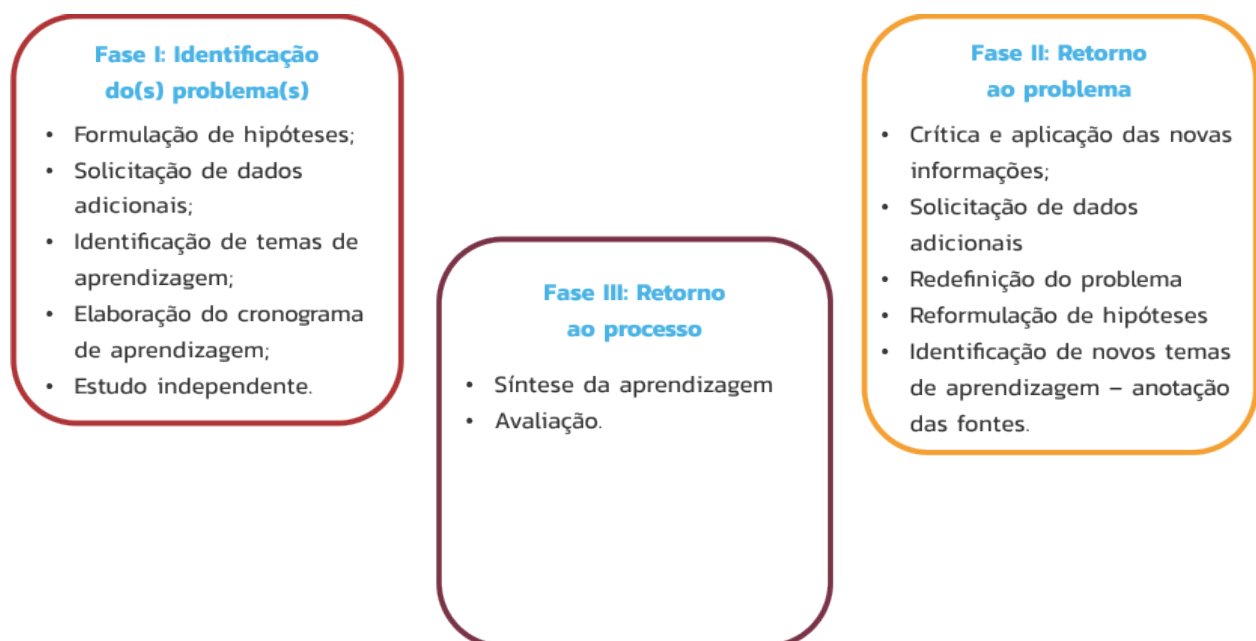 Fase I: Identificação
do(s) problema(s)
• Formulação de hipóteses;
• Solicitação de dados
adicionais;
• Identificação de temas de
aprendizagem;
• Elaboração do cronograma
de aprendizagem;
• Estudo independente.
Fase II: Retorno
ao problema
• Crítica e aplicação das novas
informações;
• Solicitação de dados
adicionais
• Redefinição do problema
• Reformulação de hipóteses
• Identificação de novos temas
de aprendizagem – anotação
das fontes.
Fase III: Retorno
ao processo
• Síntese da aprendizagem
• Avaliação.